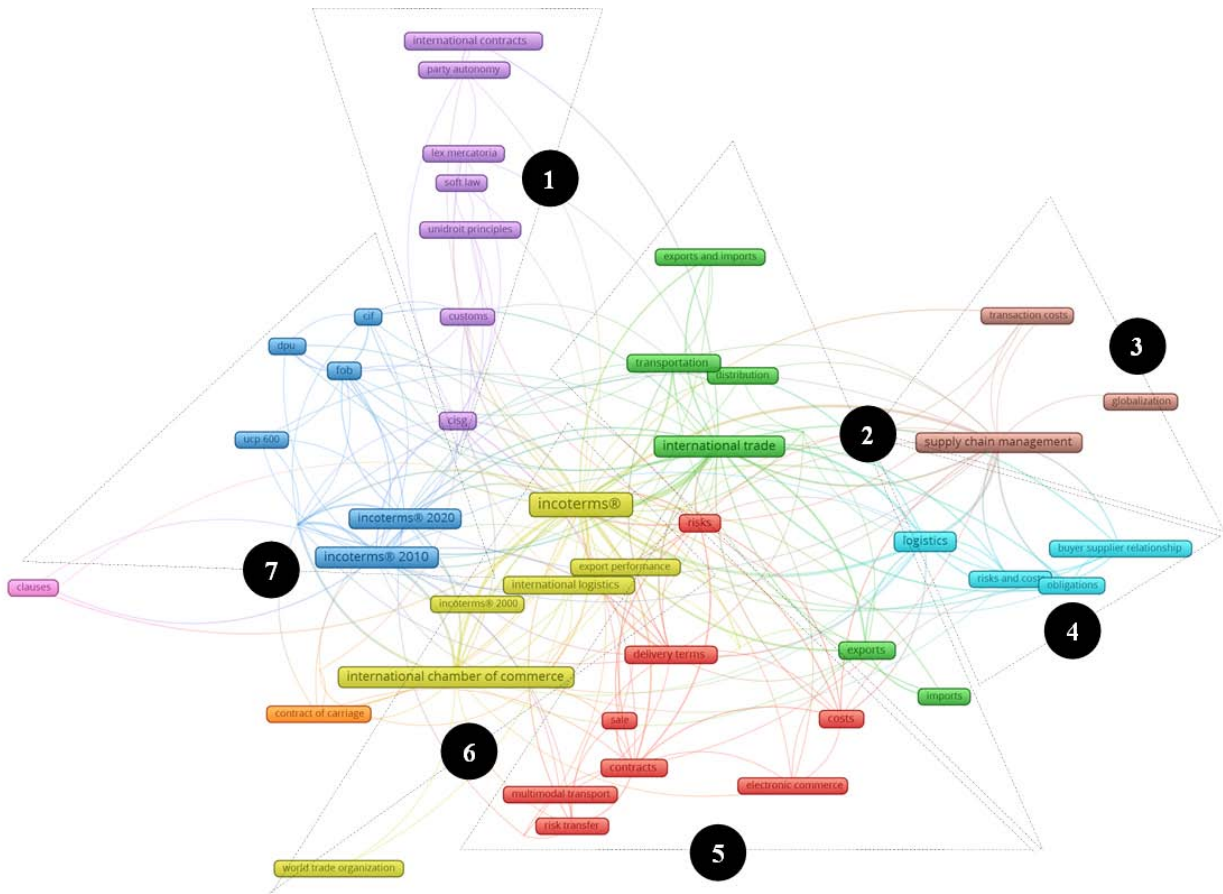 international contracts
party autonomy
lex mercatoria
1
soft law
unidroit principles
exports and imports
cif
customs
transaction costs
dpu
3
fob
transportation
distribution
globalization
cisg
2
ucp 600
international trade
supply chain management
incoterms®
incoterms® 2020
risks
logistics
buyer supplier relationship
incoterms® 2010
export performance
7
risks and costs
obligations
clauses
international logistics
incoterms® 2000
4
delivery terms
exports
international chamber of commerce
imports
contract of carriage
sale
costs
6
contracts
electronic commerce
multimodal transport
risk transfer
5
world trade organization